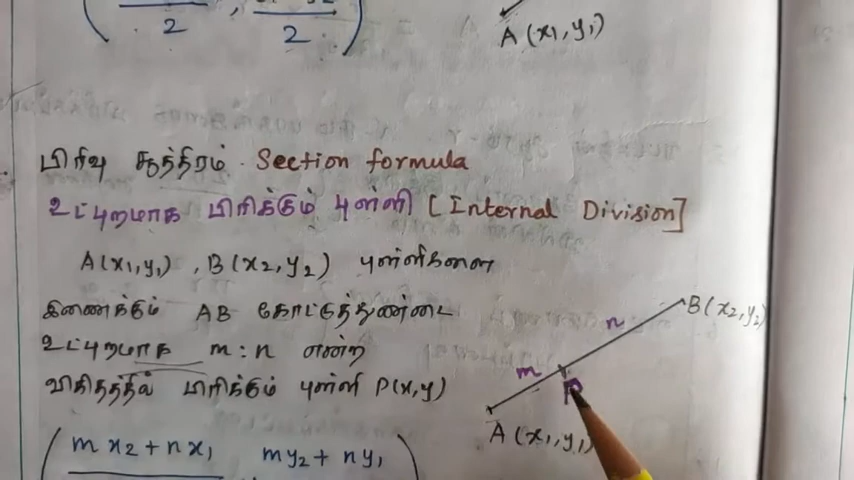 2 , 2
A (x₁, y₁)
பிரிவு சூத்திரம். Section formula
உட்புறமாக பிரிக்கும் புள்ளி [Internal Division]
A(x₁,y₁) , B(x₂,y₂) புள்ளிகளை
இணைக்கும் AB கோட்டுத்துண்டை
உட்புறமாக m : n என்ற
விகிதத்தில் பிரிக்கும் புள்ளி P(x,y)
B(x₂,y₂)
n
m
P
A (x₁,y₁)
( mx₂ + nx₁ my₂ + ny₁ )